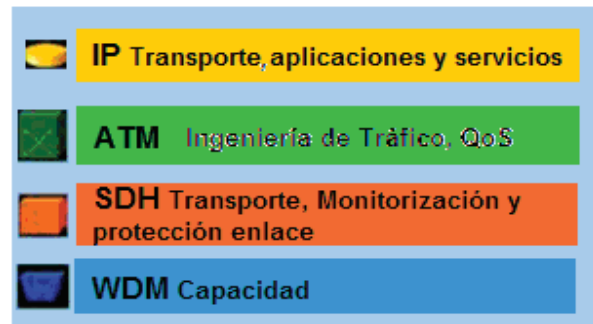 IP Transporte, aplicaciones y servicios
ATM Ingeniería de Tràfico, QoS
SDH Transporte, Monitorización y
protección enlace
WDM Capacidad